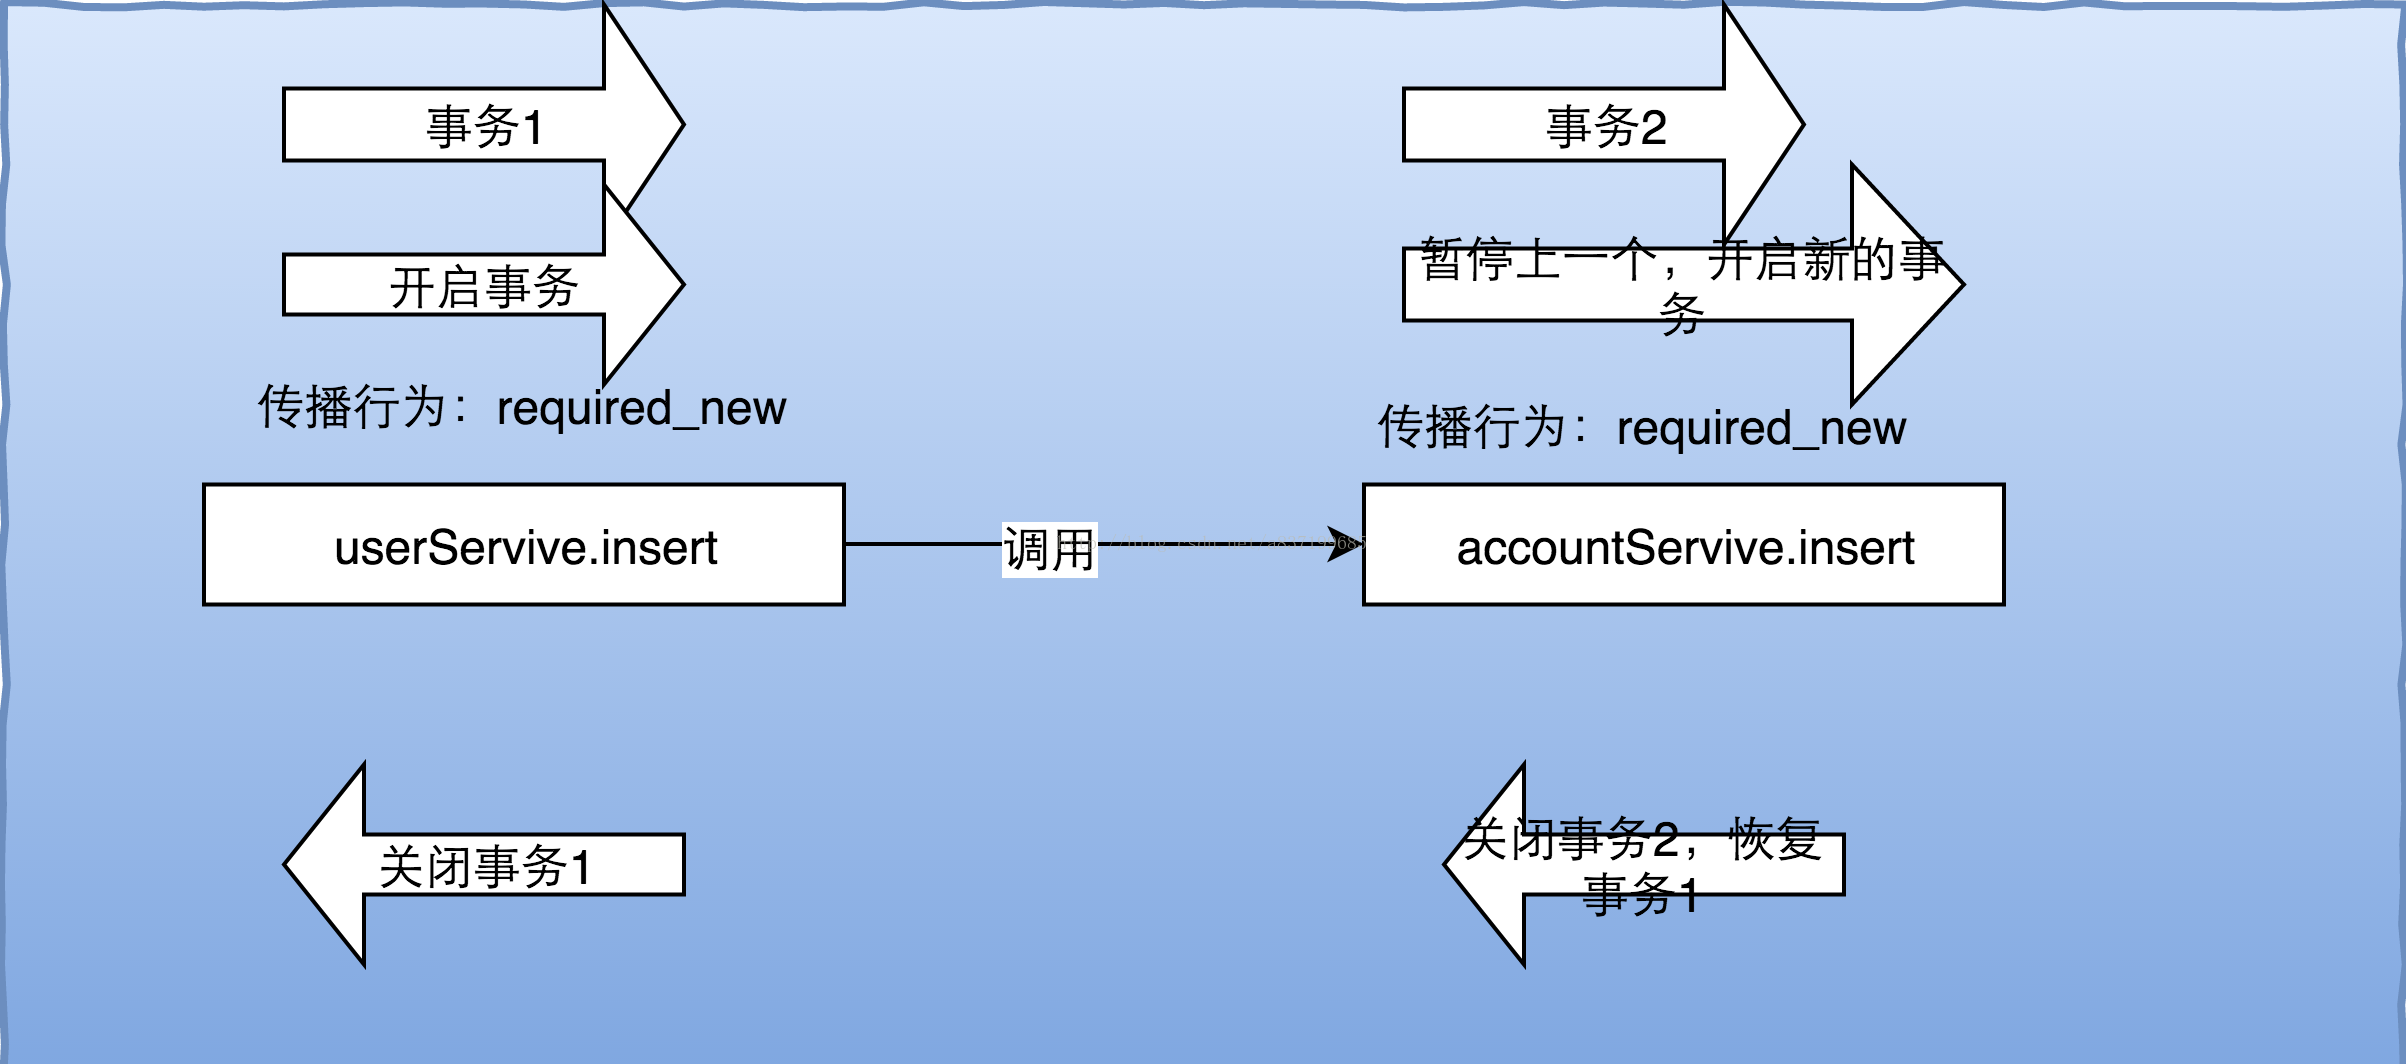 事务1
事务2
开启事务
暂停上一个，开启新的事
务
传播行为：required_new
传播行为：required_new
userServive.insert
调用
accountServive.insert
关闭事务1
关闭事务2，恢复
事务1